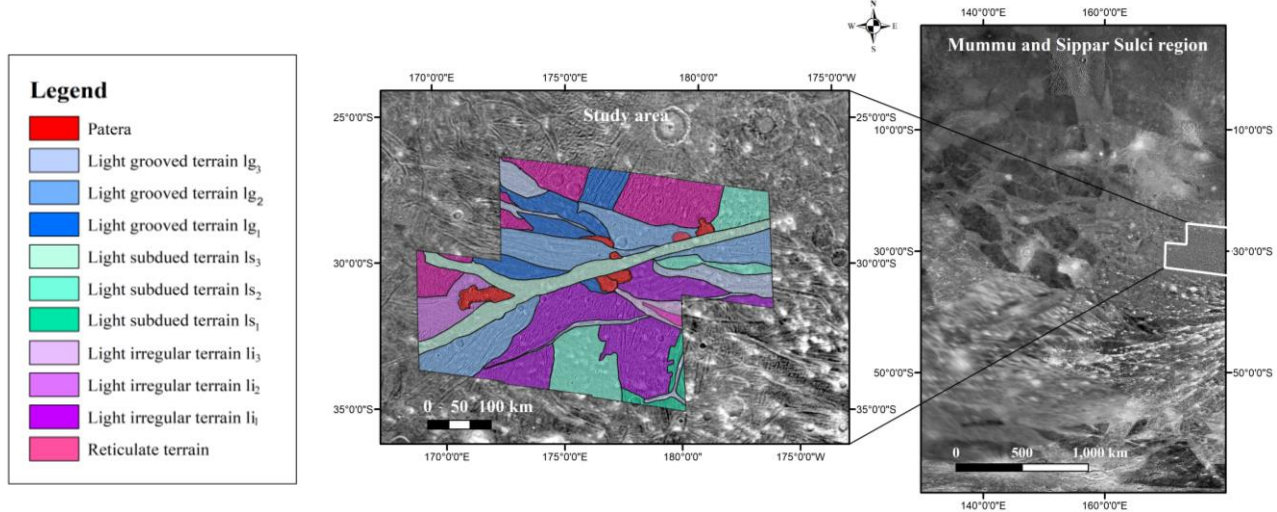 Legend
Patera
Light grooved terrain lg₃
Light grooved terrain lg₂
Light grooved terrain lg₁
Light subdued terrain ls₃
Light subdued terrain ls₂
Light subdued terrain ls₁
Light irregular terrain li₃
Light irregular terrain li₂
Light irregular terrain li₁
Reticulate terrain
N
W E
S
170°0'0"E 175°0'0"E 180°0'0" 175°0'0"W
Study area
25°0'0"S 25°0'0"S
30°0'0"S 30°0'0"S
35°0'0"S 35°0'0"S
0 50 100 km
170°0'0"E 175°0'0"E 180°0'0" 175°0'0"W
140°0'0"E 160°0'0"E
Mummu and Sippar Sulci region
10°0'0"S 10°0'0"S
30°0'0"S 30°0'0"S
50°0'0"S 50°0'0"S
0 500 1,000 km
140°0'0"E 160°0'0"E